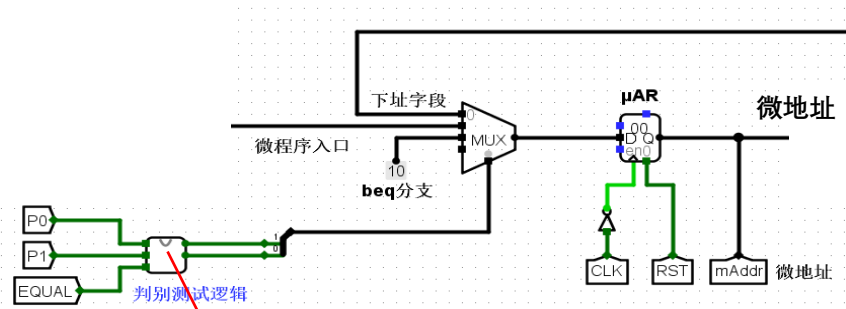 下址字段
0
MUX
微程序入口
10
beq分支
μAR
00
D Q
en0
微地址
P0
P1
EQUAL
1
0
判别测试逻辑
CLK
RST
mAddr
微地址